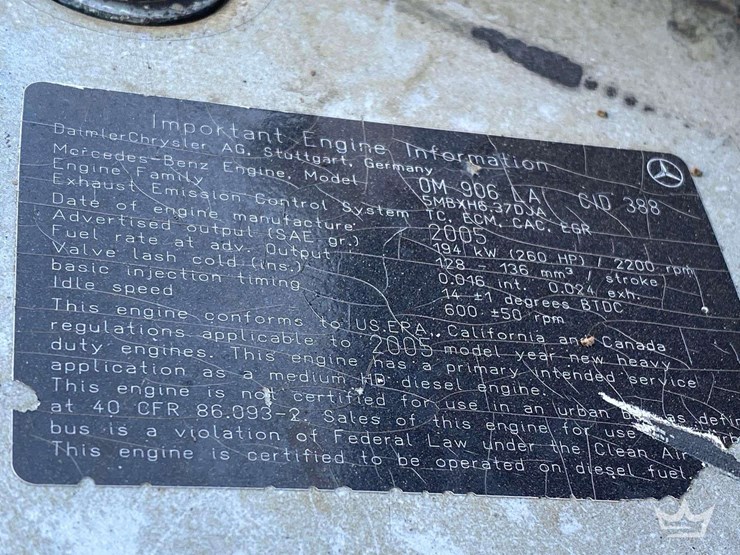 Important Engine Information
DaimlerChrysler AG, Stuttgart, Germany
Mercedes-Benz Engine, Model OM 906 LA CID 388
Engine Family 5MBXH6.37DJA
Exhaust Emission Control System TC, ECM, CAC, EGR
Date of engine manufacture: 2005
Advertised output (SAE gr.) 194 kW (260 HP) / 2200 rpm
Fuel rate at adv. Output 128 - 136 mm³ / stroke
Valve lash cold (ins.) 0.016 int. 0.024 exh.
basic injection timing 14 ±1 degrees BTDC
Idle speed 600 ±50 rpm
This engine conforms to US.EPA, California and Canada
regulations applicable to 2005 model year new heavy
duty engines. This engine has a primary intended service
application as a medium HD diesel engine.
This engine is not certified for use in an urban as defin
at 40 CFR 86.093-2. Sales of this engine for use
bus is a violation of Federal Law under the Clean Air
This engine is certified to be operated on diesel fuel.